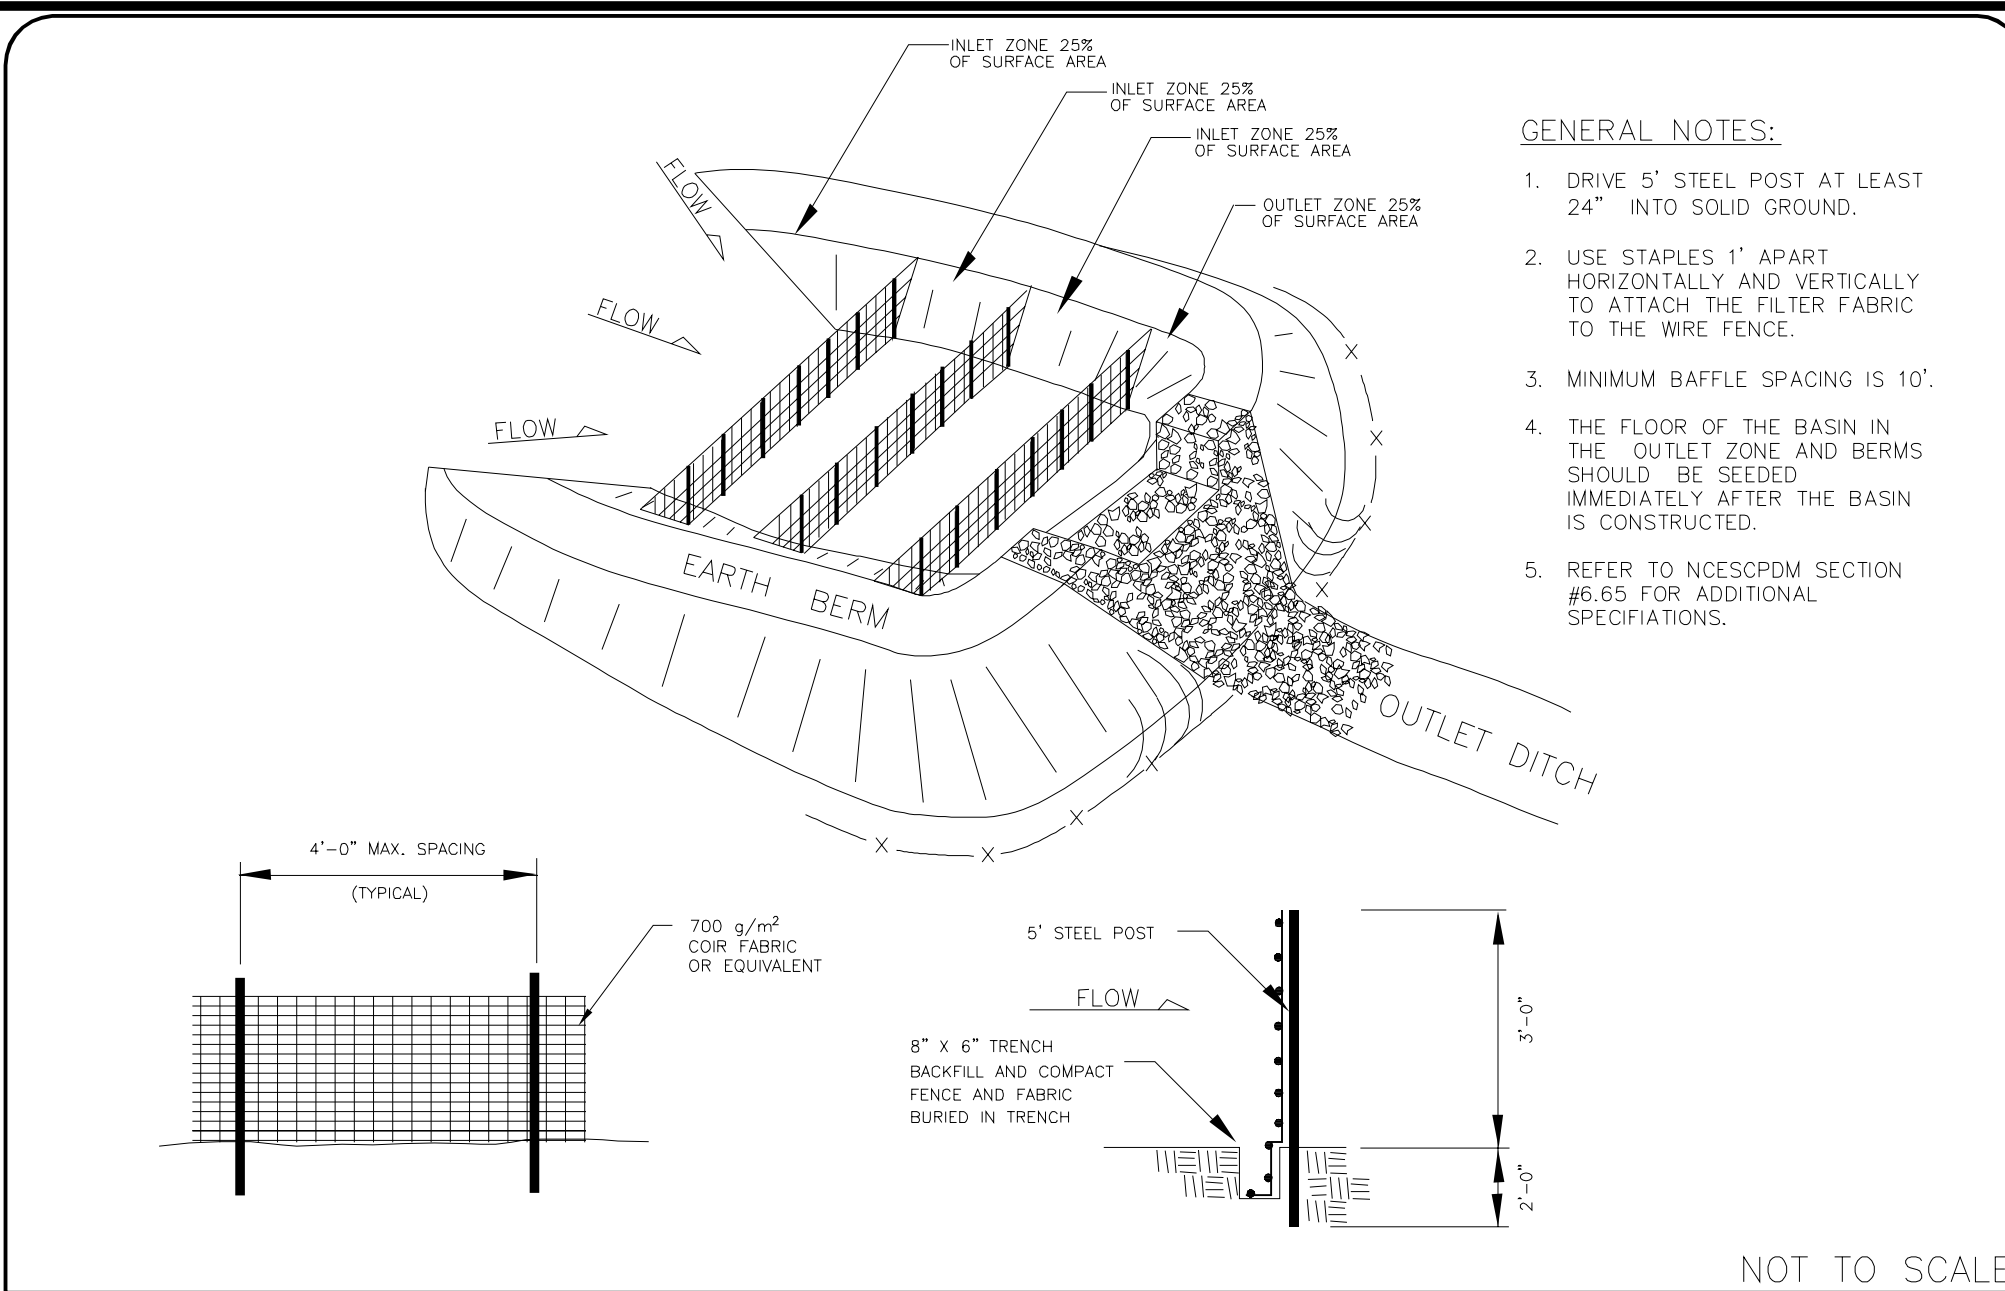 INLET ZONE 25%
OF SURFACE AREA
INLET ZONE 25%
OF SURFACE AREA
INLET ZONE 25%
OF SURFACE AREA
OUTLET ZONE 25%
OF SURFACE AREA
FLOW
FLOW
FLOW
EARTH BERM
OUTLET DITCH
X
X
X
X
X
X
X
X
GENERAL NOTES:
1. DRIVE 5' STEEL POST AT LEAST
24" INTO SOLID GROUND.
2. USE STAPLES 1' APART
HORIZONTALLY AND VERTICALLY
TO ATTACH THE FILTER FABRIC
TO THE WIRE FENCE.
3. MINIMUM BAFFLE SPACING IS 10'.
4. THE FLOOR OF THE BASIN IN
THE OUTLET ZONE AND BERMS
SHOULD BE SEEDED
IMMEDIATELY AFTER THE BASIN
IS CONSTRUCTED.
5. REFER TO NCESCPDM SECTION
#6.65 FOR ADDITIONAL
SPECIFIATIONS.
4'-0" MAX. SPACING
(TYPICAL)
700 g/m²
COIR FABRIC
OR EQUIVALENT
5' STEEL POST
FLOW
8" X 6" TRENCH
BACKFILL AND COMPACT
FENCE AND FABRIC
BURIED IN TRENCH
3'-0"
2'-0"
NOT TO SCALE